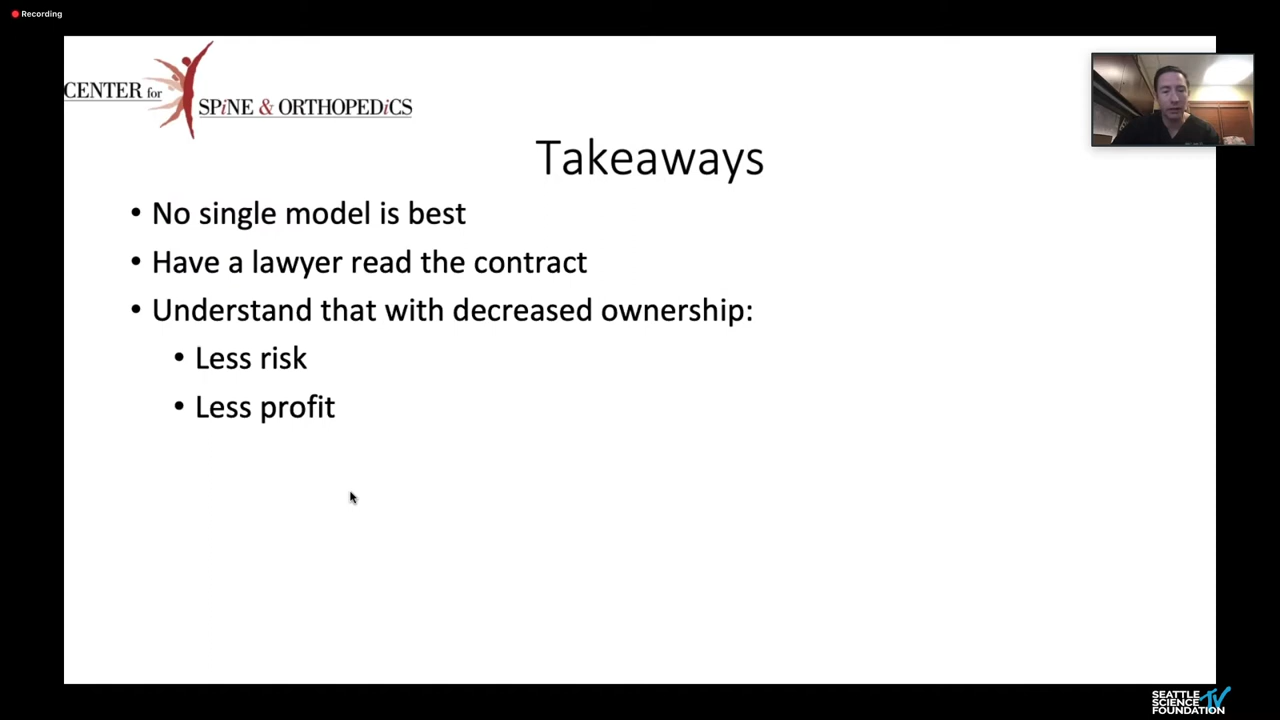 Recording
CENTER for
SPiNE & ORTHOPEDiCS
Takeaways
• No single model is best
• Have a lawyer read the contract
• Understand that with decreased ownership:
• Less risk
• Less profit
SEATTLE
SCIENCE TV
FOUNDATION